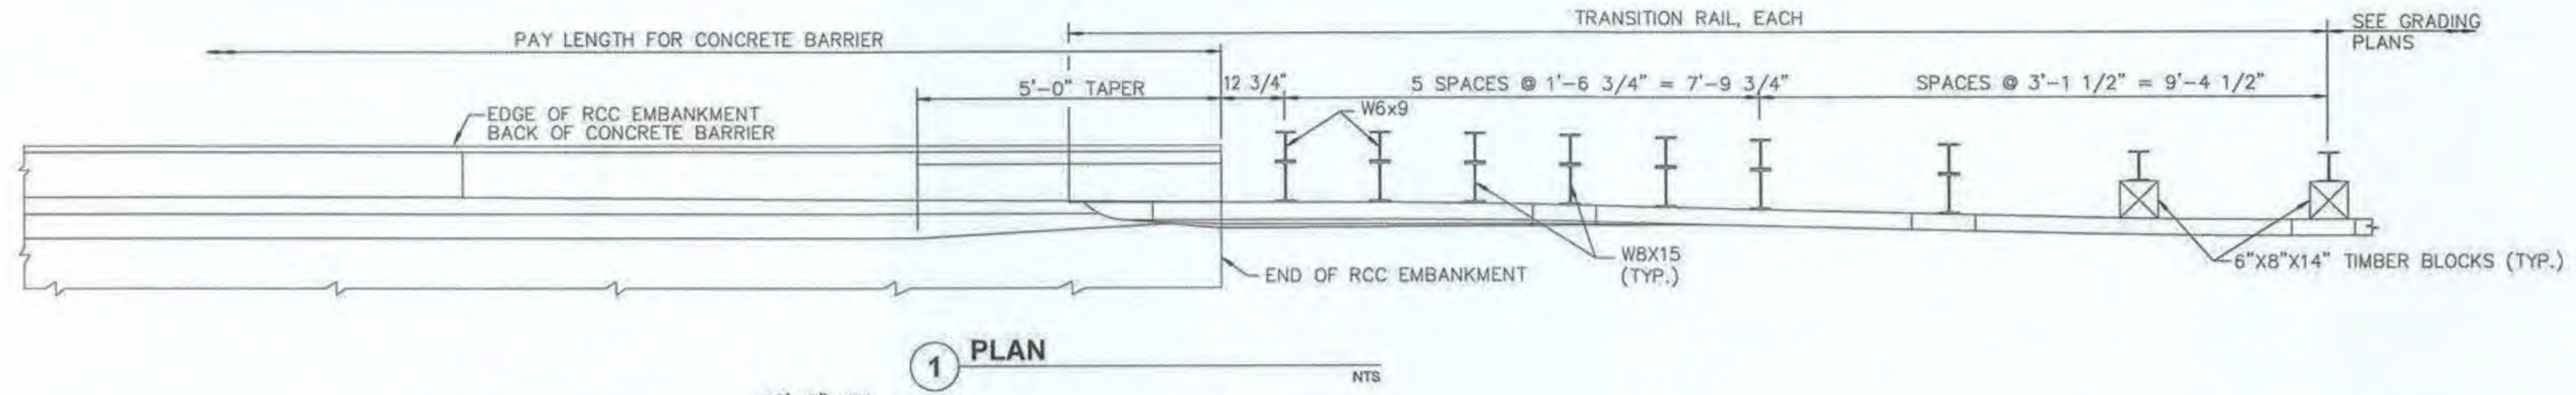 TRANSITION RAIL, EACH
SEE GRADING
PLANS
PAY LENGTH FOR CONCRETE BARRIER
5'-0" TAPER
12 3/4"
5 SPACES @ 1'-6 3/4" = 7'-9 3/4"
SPACES @ 3'-1 1/2" = 9'-4 1/2"
EDGE OF RCC EMBANKMENT
BACK OF CONCRETE BARRIER
W6x9
W8X15
(TYP.)
6"X8"X14" TIMBER BLOCKS (TYP.)
END OF RCC EMBANKMENT
1 PLAN
NTS